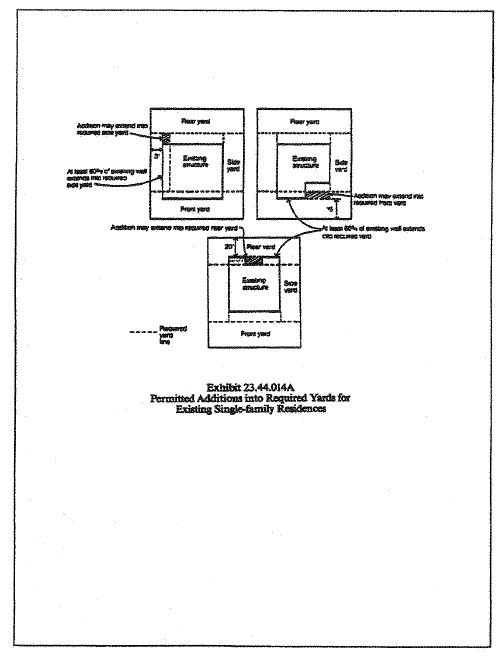 Rear yard
Addition may extend into
required side yard
3'
Existing
structure
Side
yard
At least 60% of existing wall
extends into required
side yard
Front yard
Rear yard
Existing
structure
Side
yard
Addition may extend into
required front yard
Front yard
Addition may extend into required rear yard
At least 60% of existing wall extends
into required yard
20'
Rear yard
Existing
structure
Side
yard
Front yard
Required
yard
line
Exhibit 23.44.014A
Permitted Additions into Required Yards for
Existing Single-family Residences